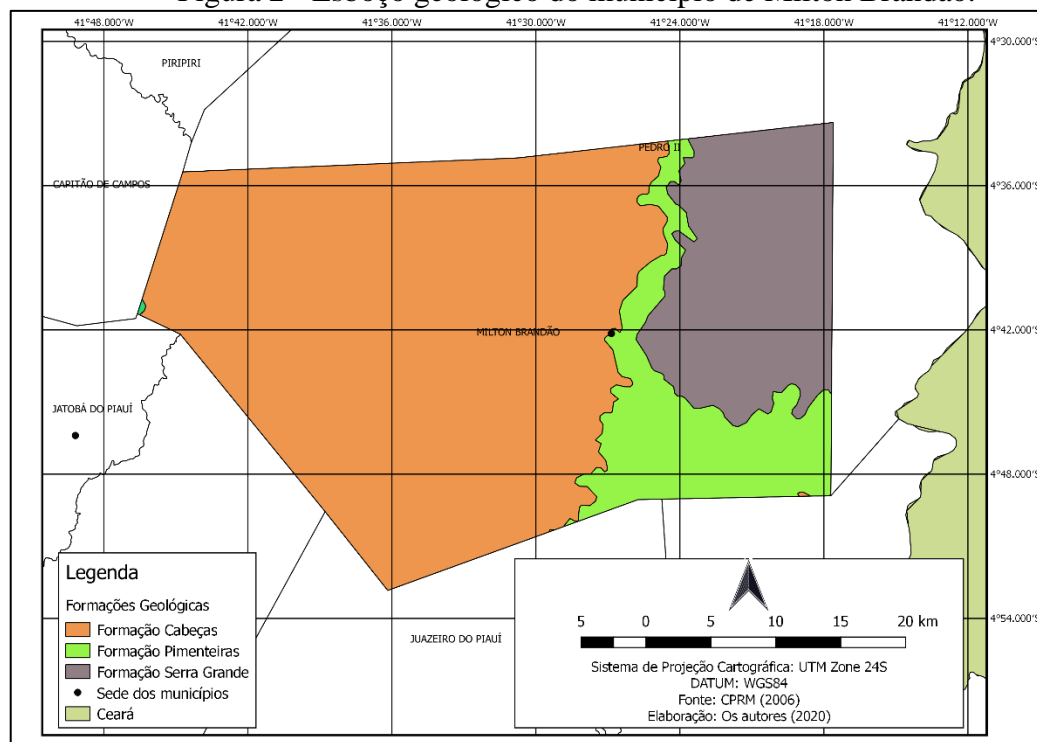 Figura 2 - Esboço geológico do município de Milton Brandão.
41°48.000'W 41°42.000'W 41°36.000'W 41°30.000'W 41°24.000'W 41°18.000'W 41°12.000'W
4°30.000'S
PIRIPIRI
PEDRO II
CAPITÃO DE CAMPOS
4°36.000'S
MILTON BRANDÃO
4°42.000'S
JATOBÁ DO PIAUÍ
4°48.000'S
Legenda
Formações Geológicas
Formação Cabeças
Formação Pimenteiras
Formação Serra Grande
Sede dos municípios
Ceará
JUAZEIRO DO PIAUÍ
5 0 5 10 15 20 km
Sistema de Projeção Cartográfica: UTM Zone 24S
DATUM: WGS84
Fonte: CPRM (2006)
Elaboração: Os autores (2020)
4°54.000'S